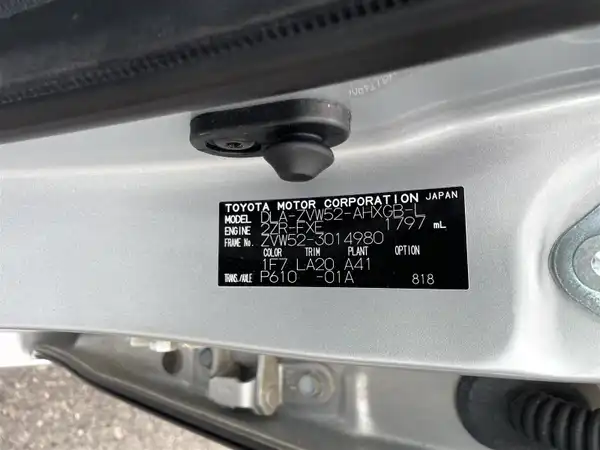 TOYOTA MOTOR CORPORATION JAPAN
MODEL DLA-ZVW52-AHXGB-L
ENGINE 2ZR-FXE 1797 mL
FRAME No. ZVW52-3014980
COLOR TRIM PLANT OPTION
1F7 LA20 A41
TRANS./AXLE P610 -01A 818